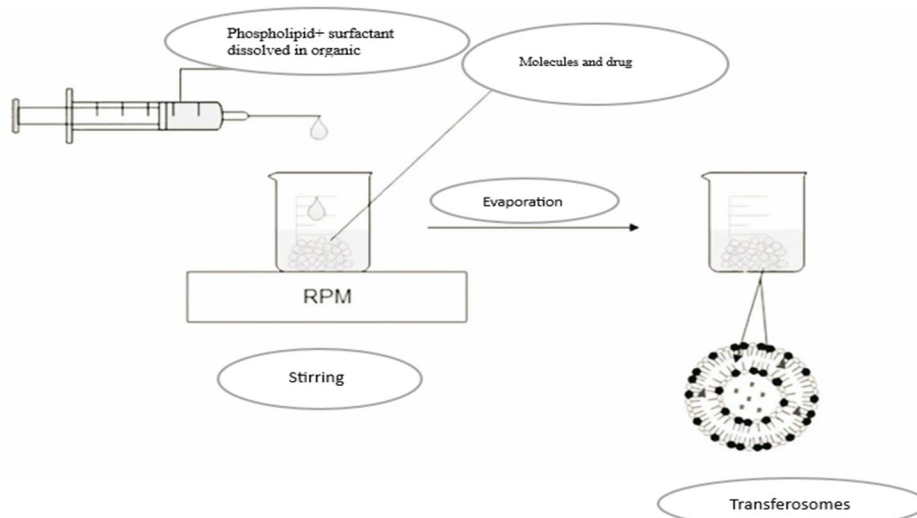 Phospholipid+ surfactant
dissolved in organic
Molecules and drug
Evaporation
RPM
Stirring
Transferosomes